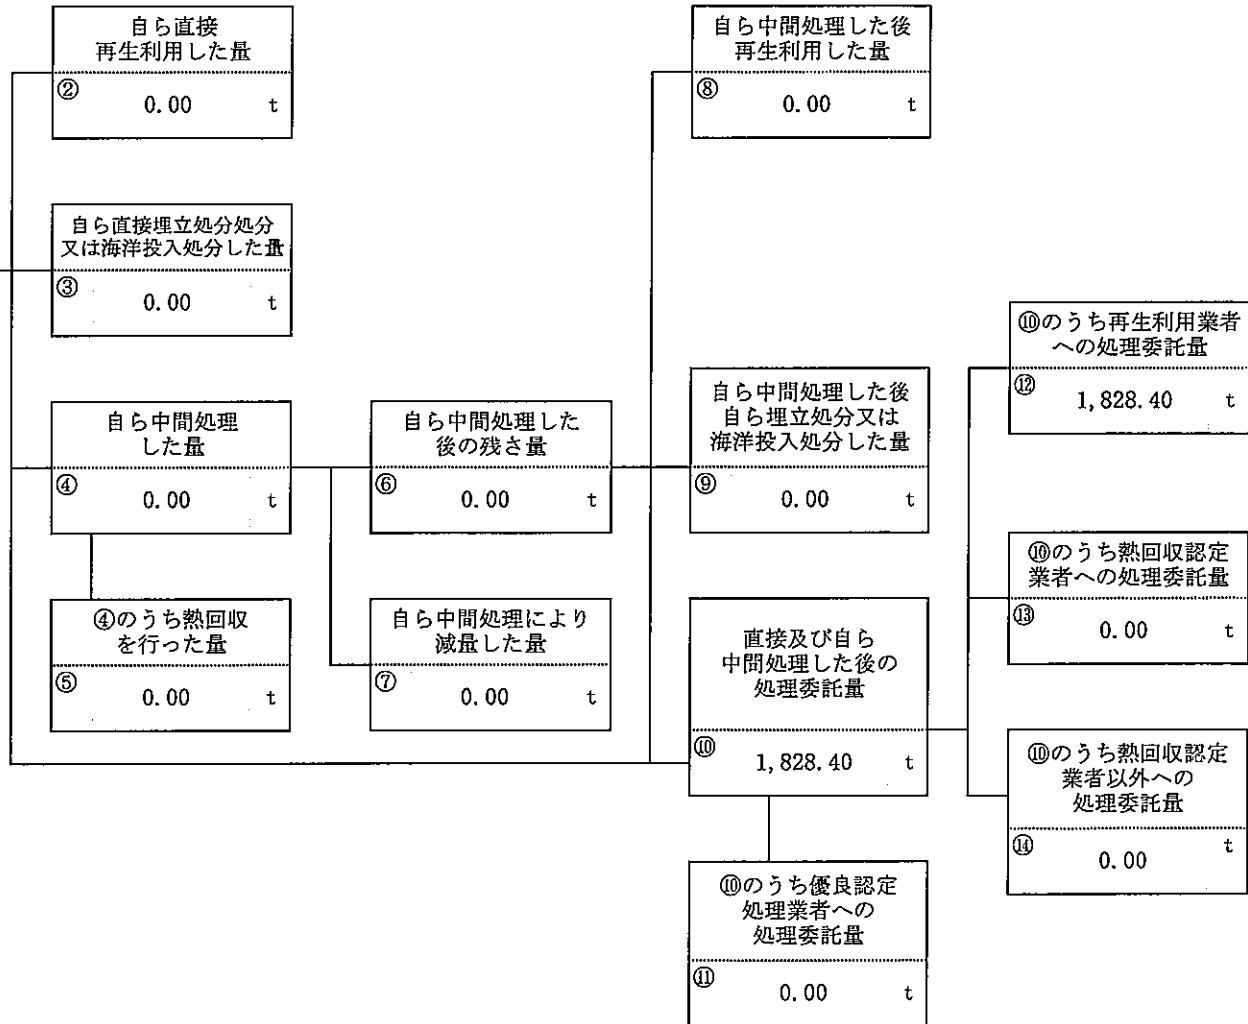 自ら直接
再生利用した量
②
0.00 t
自ら直接埋立処分処分
又は海洋投入処分した量
③
0.00 t
自ら中間処理
した量
④
0.00 t
④のうち熱回収
を行った量
⑤
0.00 t
自ら中間処理した
後の残さ量
⑥
0.00 t
自ら中間処理により
減量した量
⑦
0.00 t
自ら中間処理した後
再生利用した量
⑧
0.00 t
自ら中間処理した後
自ら埋立処分又は
海洋投入処分した量
⑨
0.00 t
直接及び自ら
中間処理した後の
処理委託量
⑩
1,828.40 t
⑩のうち優良認定
処理業者への
処理委託量
⑪
0.00 t
⑩のうち再生利用業者
への処理委託量
⑫
1,828.40 t
⑩のうち熱回収認定
業者への処理委託量
⑬
0.00 t
⑩のうち熱回収認定
業者以外への
処理委託量
⑭
0.00 t